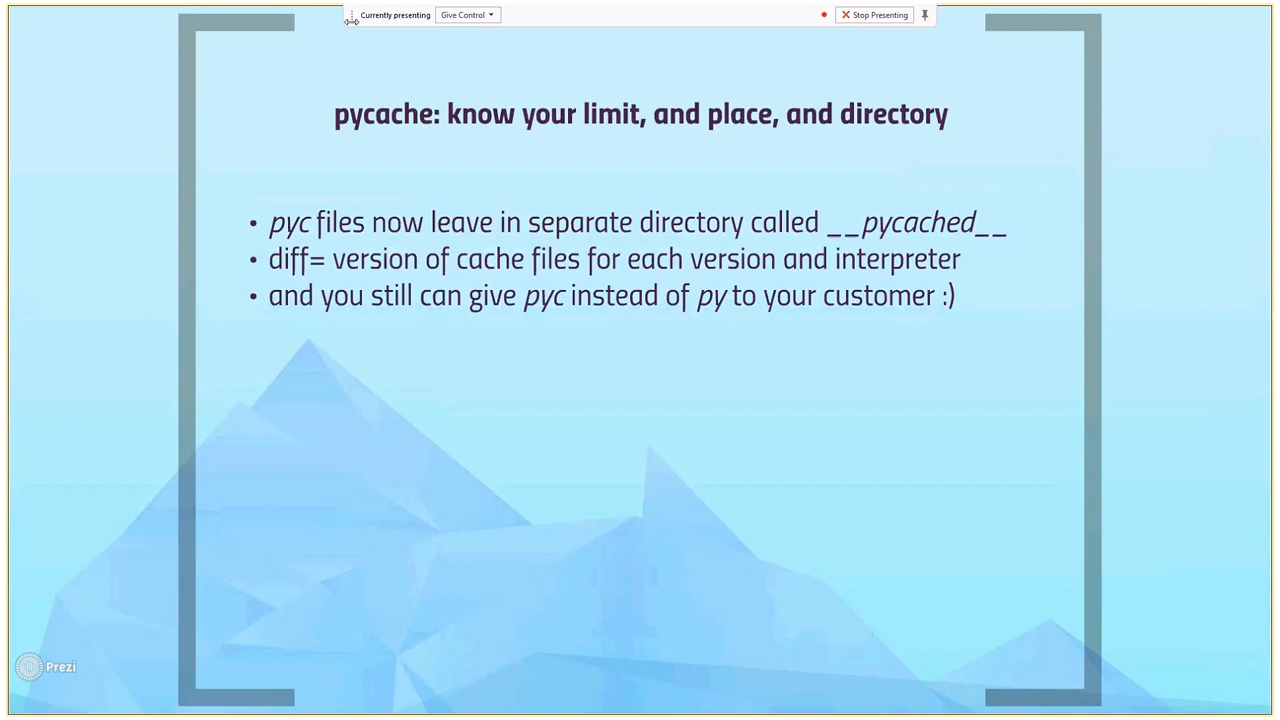 Currently presenting Give Control Stop Presenting
pycache: know your limit, and place, and directory
• pyc files now leave in separate directory called __pycached__
• diff= version of cache files for each version and interpreter
• and you still can give pyc instead of py to your customer :)
Prezi